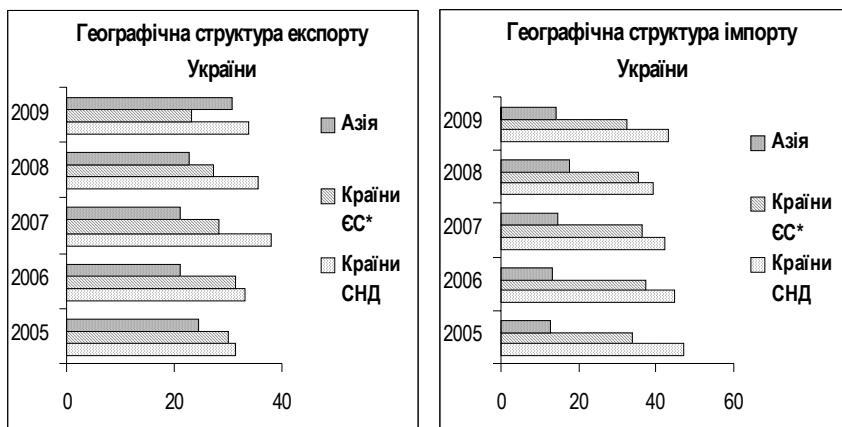 Географічна структура експорту
України
2009
2008
2007
2006
2005
0 20 40
Азія
Країни
ЄС*
Країни
СНД
Географічна структура імпорту
України
2009
2008
2007
2006
2005
0 20 40 60
Азія
Країни
ЄС*
Країни
СНД